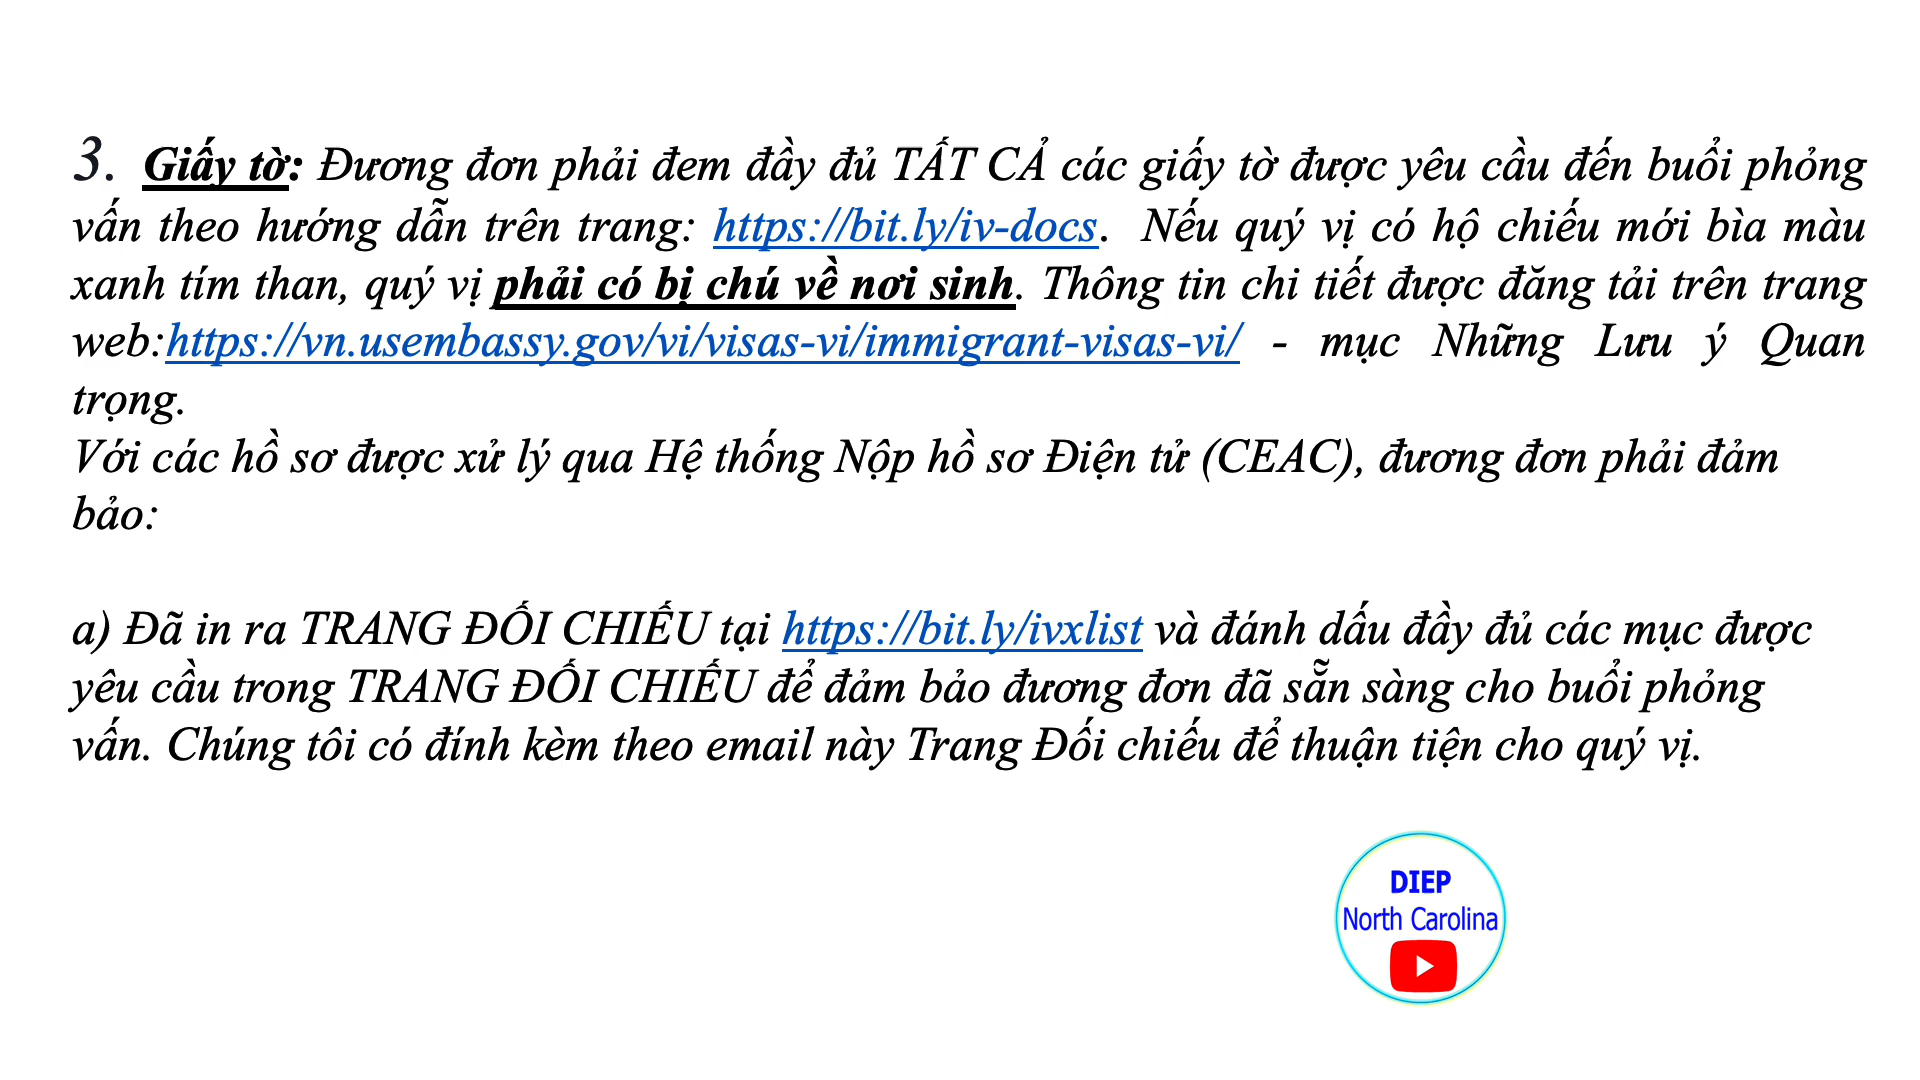 3. Giấy tờ: Đương đơn phải đem đầy đủ TẤT CẢ các giấy tờ được yêu cầu đến buổi phỏng
vấn theo hướng dẫn trên trang: https://bit.ly/iv-docs. Nếu quý vị có hộ chiếu mới bìa màu
xanh tím than, quý vị phải có bị chú về nơi sinh. Thông tin chi tiết được đăng tải trên trang
web:https://vn.usembassy.gov/vi/visas-vi/immigrant-visas-vi/ - mục Những Lưu ý Quan
trọng.
Với các hồ sơ được xử lý qua Hệ thống Nộp hồ sơ Điện tử (CEAC), đương đơn phải đảm
bảo:
a) Đã in ra TRANG ĐỐI CHIẾU tại https://bit.ly/ivxlist và đánh dấu đầy đủ các mục được
yêu cầu trong TRANG ĐỐI CHIẾU để đảm bảo đương đơn đã sẵn sàng cho buổi phỏng
vấn. Chúng tôi có đính kèm theo email này Trang Đối chiếu để thuận tiện cho quý vị.
DIEP
North Carolina